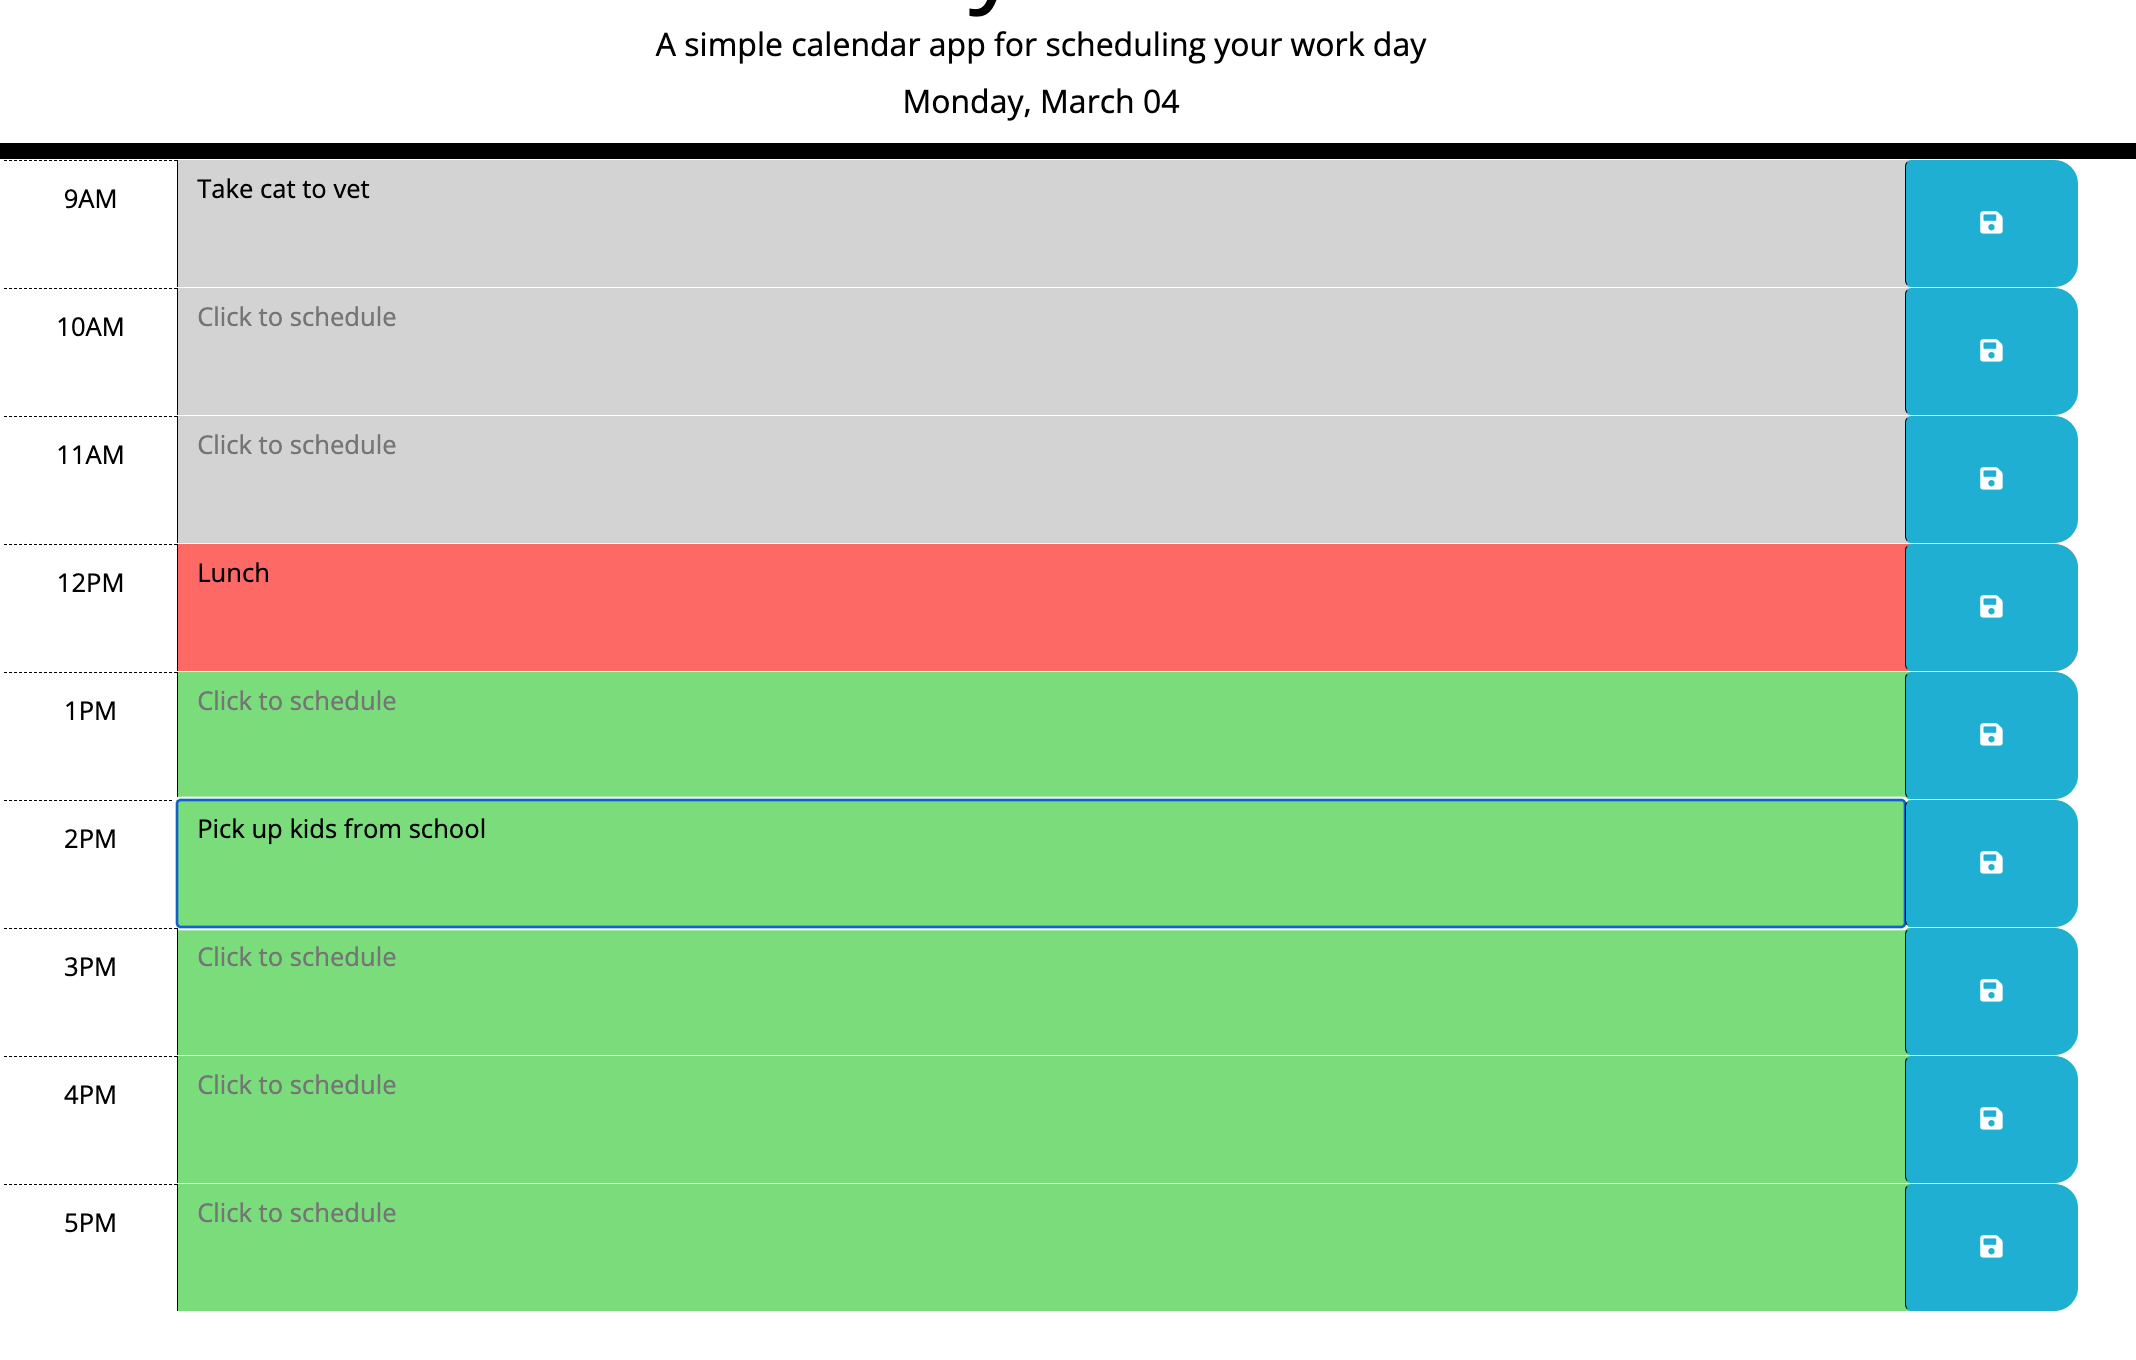 A simple calendar app for scheduling your work day
Monday, March 04
9AM
Take cat to vet
10AM
Click to schedule
11AM
Click to schedule
12PM
Lunch
1PM
Click to schedule
2PM
Pick up kids from school
3PM
Click to schedule
4PM
Click to schedule
5PM
Click to schedule